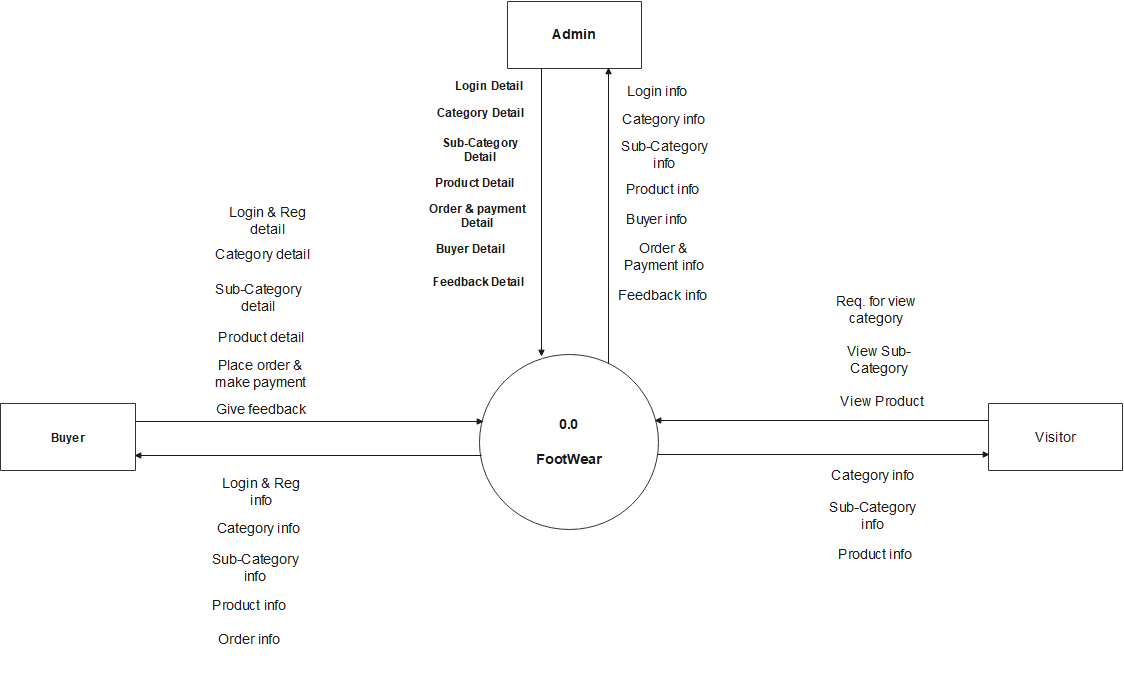 Admin
Login Detail
Category Detail
Sub-Category
Detail
Product Detail
Order & payment
Detail
Buyer Detail
Feedback Detail
Login info
Category info
Sub-Category
info
Product info
Buyer info
Order &
Payment info
Feedback info
Login & Reg
detail
Category detail
Sub-Category
detail
Product detail
Place order &
make payment
Give feedback
Buyer
Login & Reg
info
Category info
Sub-Category
info
Product info
Order info
0.0
FootWear
Req. for view
category
View Sub-
Category
View Product
Visitor
Category info
Sub-Category
info
Product info